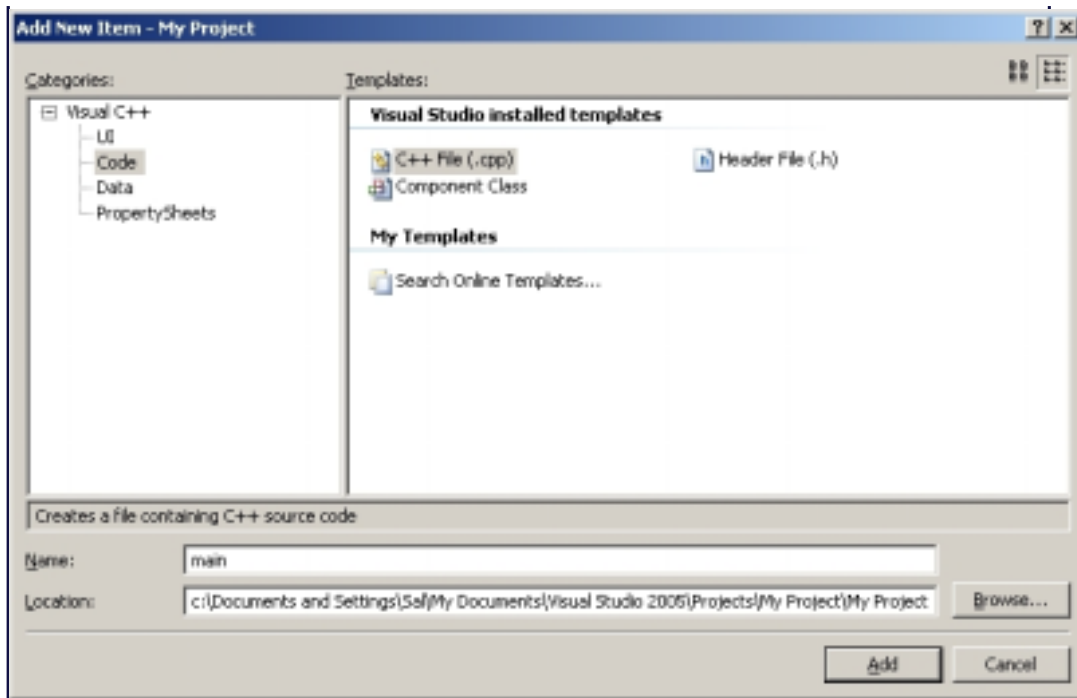 Add New Item - My Project
Categories:
Templates:
Visual C++
UI
Code
Data
PropertySheets
Visual Studio installed templates
C++ File (.cpp)
Header File (.h)
Component Class
My Templates
Search Online Templates...
Creates a file containing C++ source code
Name:
main
Location:
c:\Documents and Settings\Sal\My Documents\Visual Studio 2005\Projects\My Project\My Project
Browse...
Add
Cancel